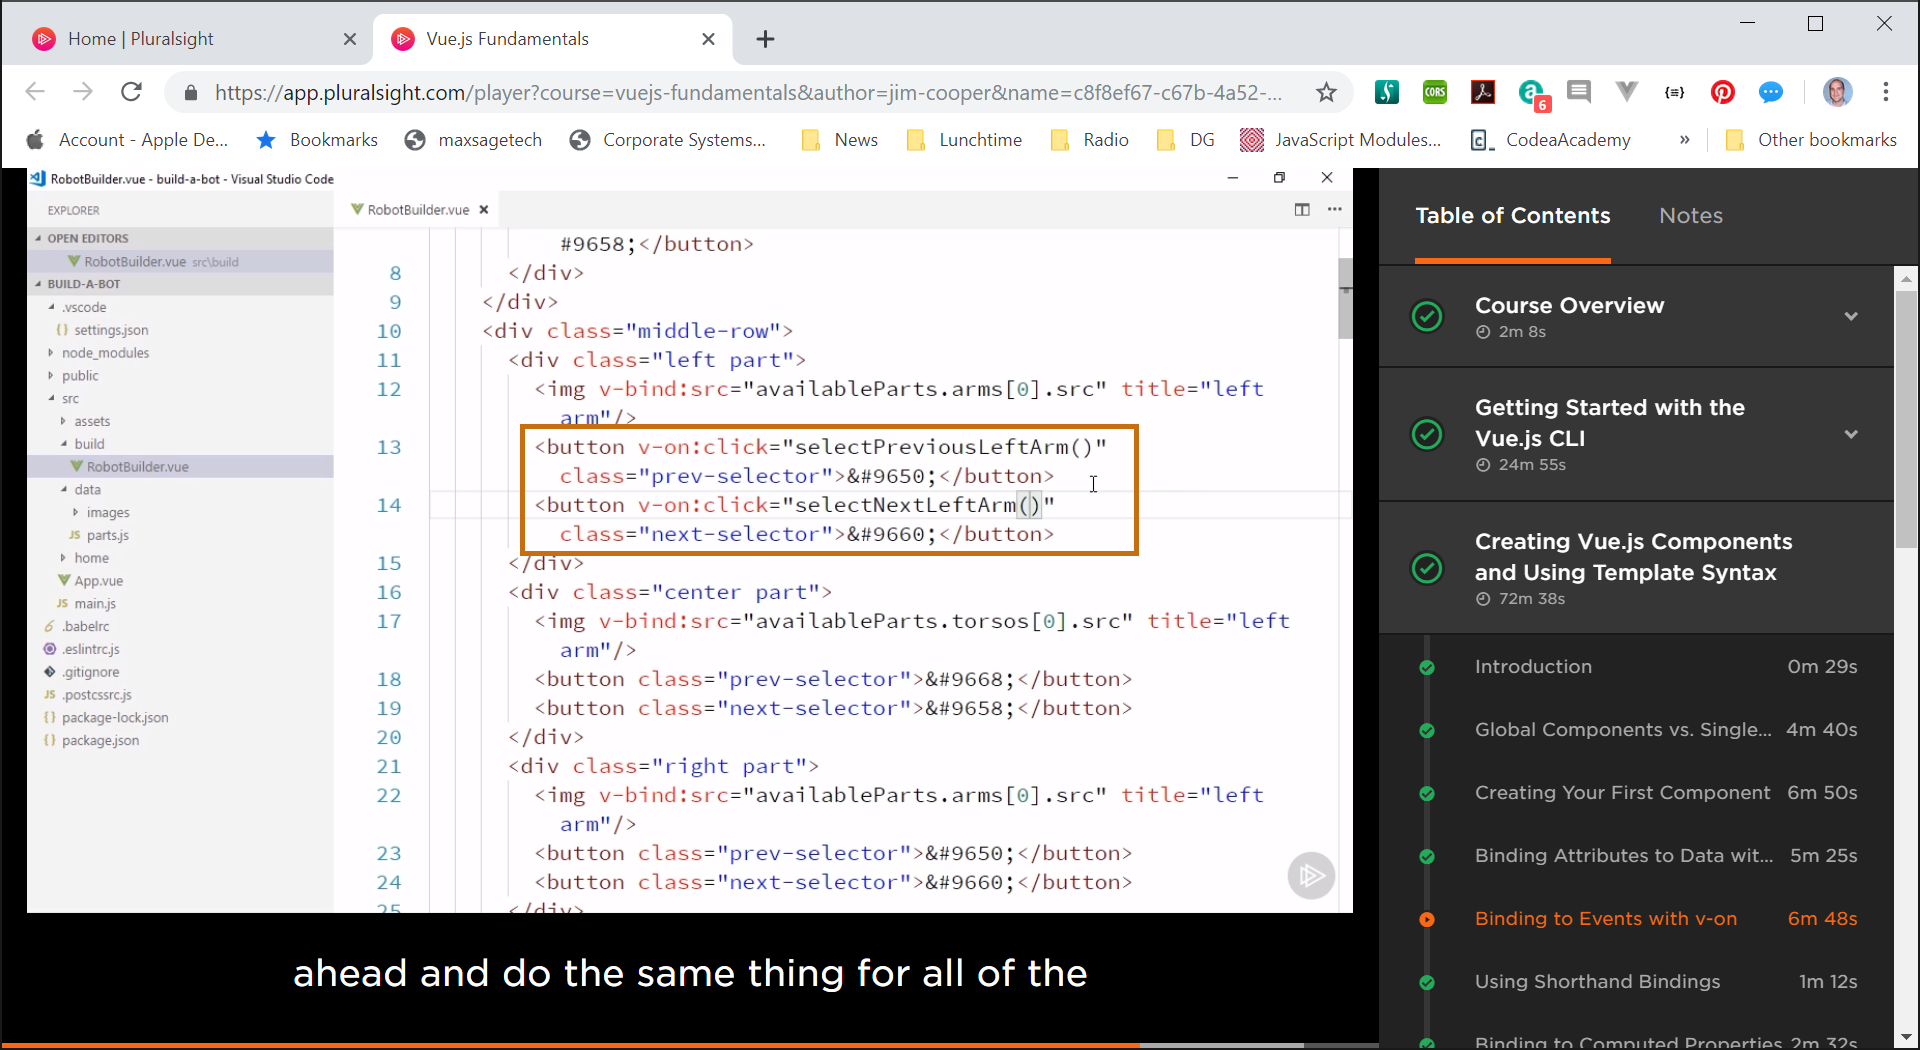 Home | Pluralsight
Vue.js Fundamentals
https://app.pluralsight.com/player?course=vuejs-fundamentals&author=jim-cooper&name=c8f8ef67-c67b-4a52-...
CORS
6
{≡}
Account - Apple De...
Bookmarks
maxsagetech
Corporate Systems...
News
Lunchtime
Radio
DG
JavaScript Modules...
CodeaAcademy
»
Other bookmarks
RobotBuilder.vue - build-a-bot - Visual Studio Code
EXPLORER
OPEN EDITORS
RobotBuilder.vue src\build
BUILD-A-BOT
.vscode
{} settings.json
node_modules
public
src
assets
build
RobotBuilder.vue
data
images
JS parts.js
home
App.vue
JS main.js
.babelrc
.eslintrc.js
.gitignore
JS .postcssrc.js
{} package-lock.json
{} package.json
RobotBuilder.vue
#9658;</button>
8 </div>
9 </div>
10 <div class="middle-row">
11 <div class="left part">
12 <img v-bind:src="availableParts.arms[0].src" title="left
arm"/>
13 <button v-on:click="selectPreviousLeftArm()"
class="prev-selector">&#9650;</button>
14 <button v-on:click="selectNextLeftArm()"
class="next-selector">&#9660;</button>
15 </div>
16 <div class="center part">
17 <img v-bind:src="availableParts.torsos[0].src" title="left
arm"/>
18 <button class="prev-selector">&#9668;</button>
19 <button class="next-selector">&#9658;</button>
20 </div>
21 <div class="right part">
22 <img v-bind:src="availableParts.arms[0].src" title="left
arm"/>
23 <button class="prev-selector">&#9650;</button>
24 <button class="next-selector">&#9660;</button>
25 </div>
ahead and do the same thing for all of the
Table of Contents
Notes
Course Overview
2m 8s
Getting Started with the
Vue.js CLI
24m 55s
Creating Vue.js Components
and Using Template Syntax
72m 38s
Introduction 0m 29s
Global Components vs. Single... 4m 40s
Creating Your First Component 6m 50s
Binding Attributes to Data wit... 5m 25s
Binding to Events with v-on 6m 48s
Using Shorthand Bindings 1m 12s
Binding to Computed Properties 2m 32s